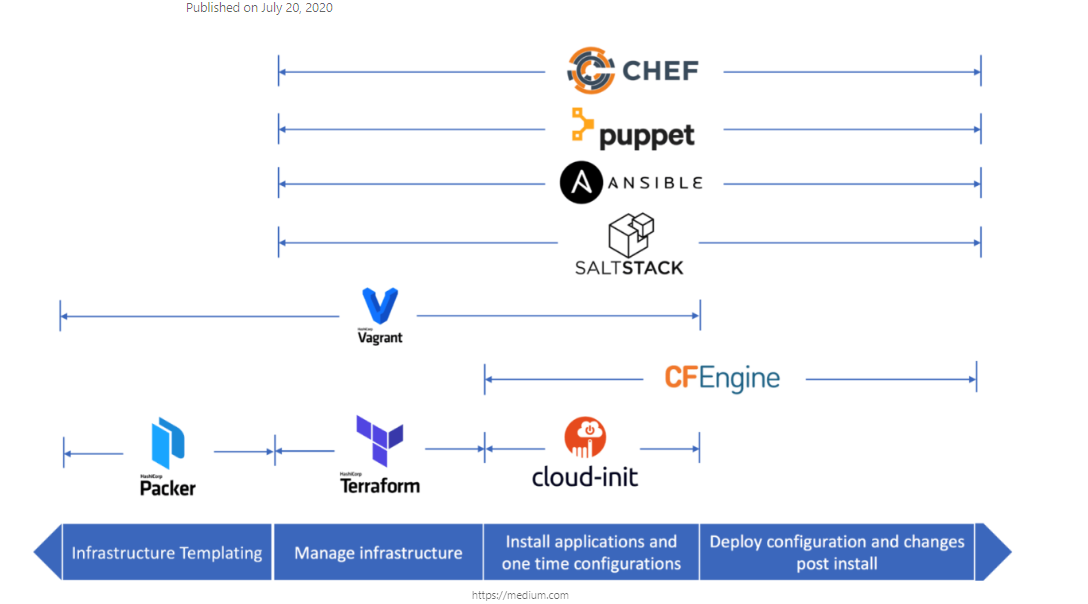 Published on July 20, 2020
CHEF
puppet
ANSIBLE
SALTSTACK
HashiCorp
Vagrant
CFEngine
HashiCorp
Packer
HashiCorp
Terraform
cloud-init
Infrastructure Templating
Manage infrastructure
Install applications and
one time configurations
Deploy configuration and changes
post install
https://medium.com